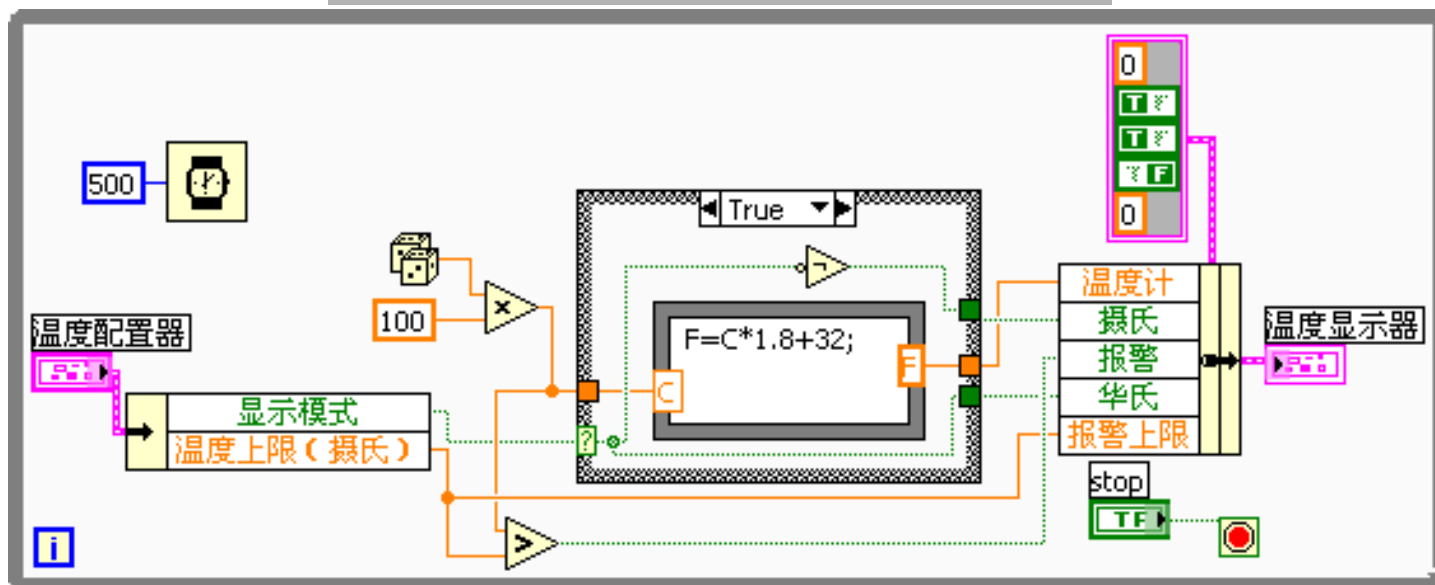 0
T
T
F
0
500
True
100
温度配置器
F=C*1.8+32;
F
C
?
显示模式
温度上限(摄氏)
×
>
温度计
摄氏
报警
华氏
报警上限
温度显示器
stop
TF
i